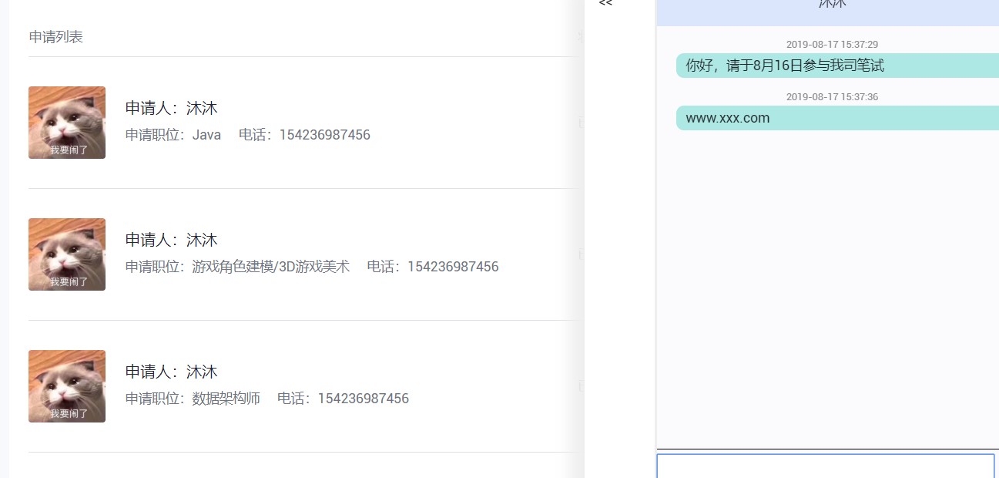 申请列表
申请人：沐沐
申请职位：Java 电话：154236987456
我要闹了
申请人：沐沐
申请职位：游戏角色建模/3D游戏美术 电话：154236987456
我要闹了
申请人：沐沐
申请职位：数据架构师 电话：154236987456
我要闹了
<<
沐沐
2019-08-17 15:37:29
你好，请于8月16日参与我司笔试
2019-08-17 15:37:36
www.xxx.com